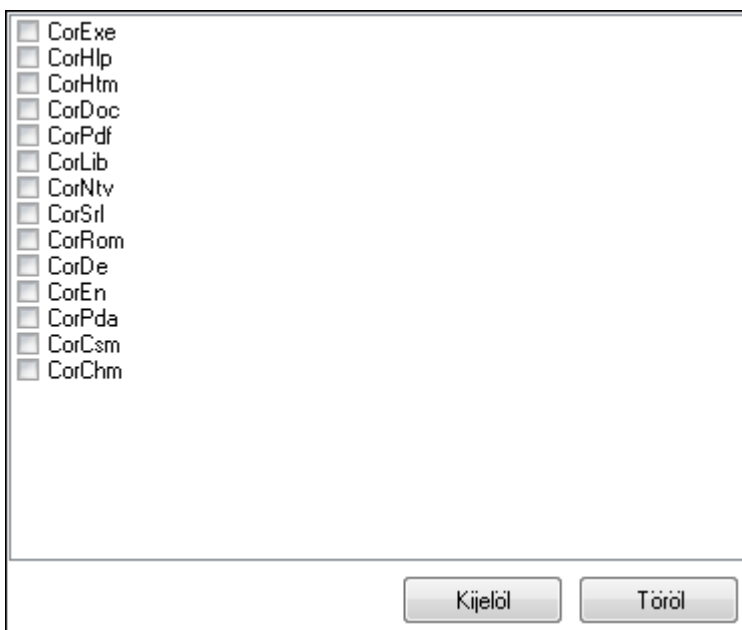 CorExe
CorHlp
CorHtm
CorDoc
CorPdf
CorLib
CorNtv
CorSrl
CorRom
CorDe
CorEn
CorPda
CorCsm
CorChm
Kijelöl Töröl